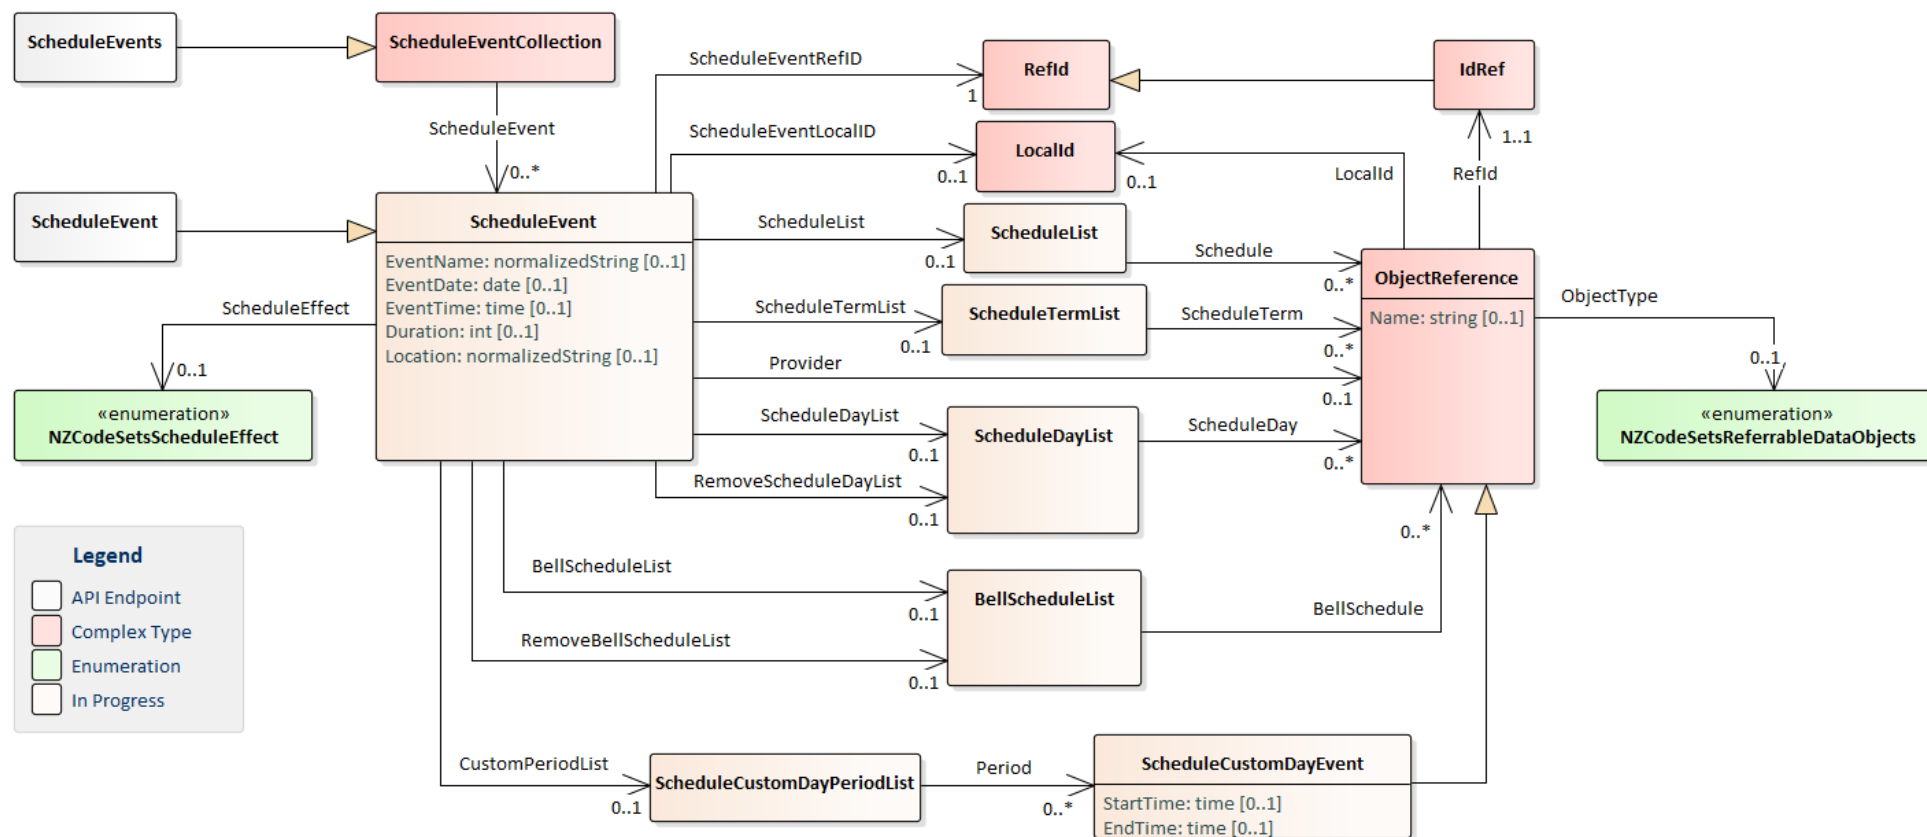 ScheduleEvents
ScheduleEventCollection
ScheduleEventRefID
1
RefId
IdRef
ScheduleEvent
0..*
ScheduleEventLocalID
0..1
LocalId
0..1
LocalId
1..1
RefId
ScheduleEvent
ScheduleEvent
EventName: normalizedString [0..1]
EventDate: date [0..1]
EventTime: time [0..1]
Duration: int [0..1]
Location: normalizedString [0..1]
ScheduleList
0..1
ScheduleList
Schedule
0..*
ObjectReference
Name: string [0..1]
ObjectType
0..1
ScheduleEffect
0..1
ScheduleTermList
0..1
ScheduleTermList
ScheduleTerm
0..*
Provider
0..1
«enumeration»
NZCodeSetsScheduleEffect
«enumeration»
NZCodeSetsReferrableDataObjects
ScheduleDayList
0..1
ScheduleDayList
ScheduleDay
0..*
RemoveScheduleDayList
0..1
0..*
Legend
API Endpoint
Complex Type
Enumeration
In Progress
BellScheduleList
0..1
BellScheduleList
BellSchedule
RemoveBellScheduleList
0..1
CustomPeriodList
0..1
ScheduleCustomDayPeriodList
Period
0..*
ScheduleCustomDayEvent
StartTime: time [0..1]
EndTime: time [0..1]